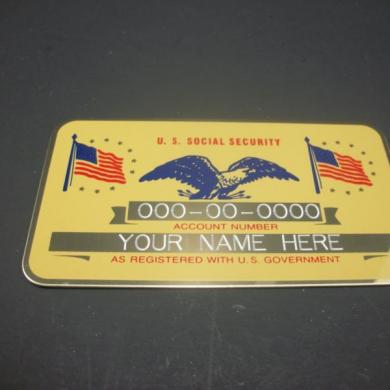 U. S. SOCIAL SECURITY
000-00-0000
ACCOUNT NUMBER
YOUR NAME HERE
AS REGISTERED WITH U.S. GOVERNMENT